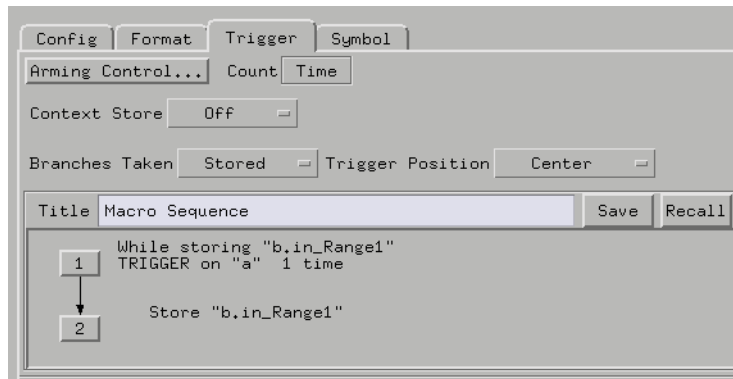 Config Format Trigger Symbol
Arming Control... Count Time
Context Store Off
Branches Taken Stored Trigger Position Center
Title Macro Sequence Save Recall
While storing "b.in_Range1"
1 TRIGGER on "a" 1 time
Store "b.in_Range1"
2